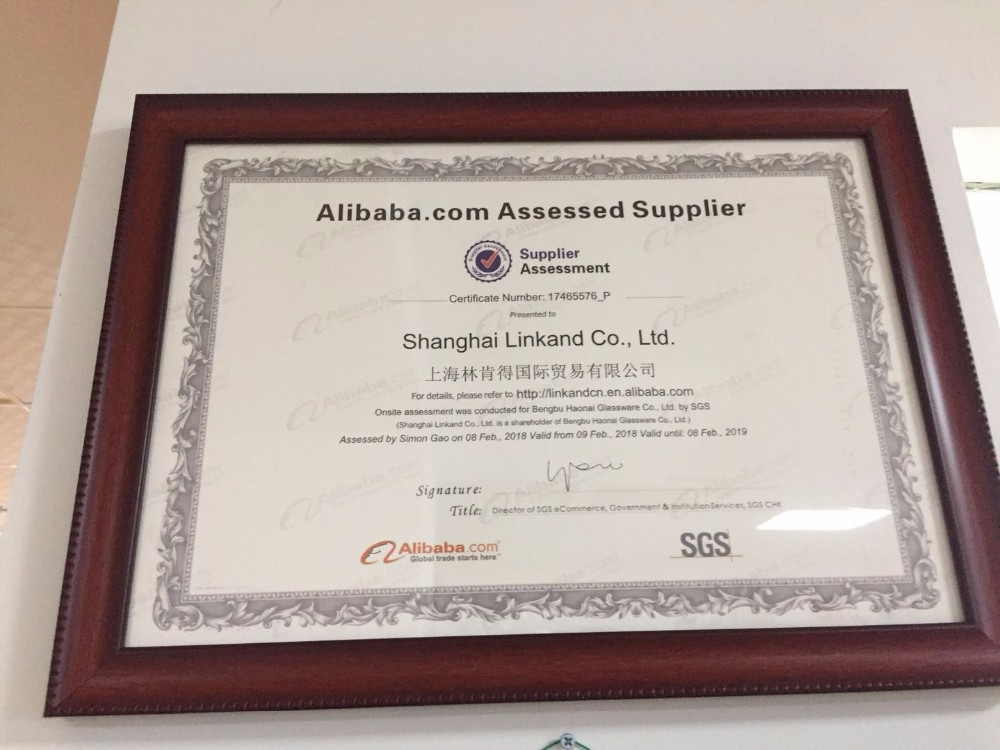 Alibaba.com Assessed Supplier
Supplier Assessment
Supplier
Assessment
Certificate Number: 17465576_P
Presented to
Shanghai Linkand Co., Ltd.
上海林肯得国际贸易有限公司
For details, please refer to http://linkandcn.en.alibaba.com
Onsite assessment was conducted for Bengbu Haonai Glassware Co., Ltd. by SGS
(Shanghai Linkand Co., Ltd. is a shareholder of Bengbu Haonai Glassware Co., Ltd.)
Assessed by Simon Gao on 08 Feb., 2018 Valid from 09 Feb., 2018 Valid until: 08 Feb., 2019
Signature:
Title: Director of SGS eCommerce, Government & Institution Services, SGS CHK
Alibaba.com
Global trade starts here.™
SGS